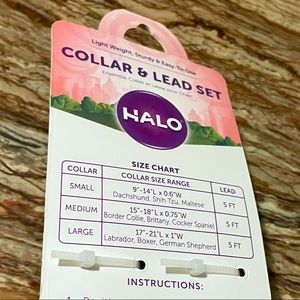 Light Weight, Sturdy & Easy-To-Use
COLLAR & LEAD SET
HALO
SIZE CHART
COLLAR COLLAR SIZE RANGE LEAD
SMALL 9"-14"L x 0.6"W 5 FT
Dachshund, Shih Tzu, Maltese
MEDIUM 15"-18"L x 0.75"W 5 FT
Border Collie, Brittany, Cocker Spaniel
LARGE 17"-21"L x 1"W 5 FT
Labrador, Boxer, German Shepherd
INSTRUCTIONS: